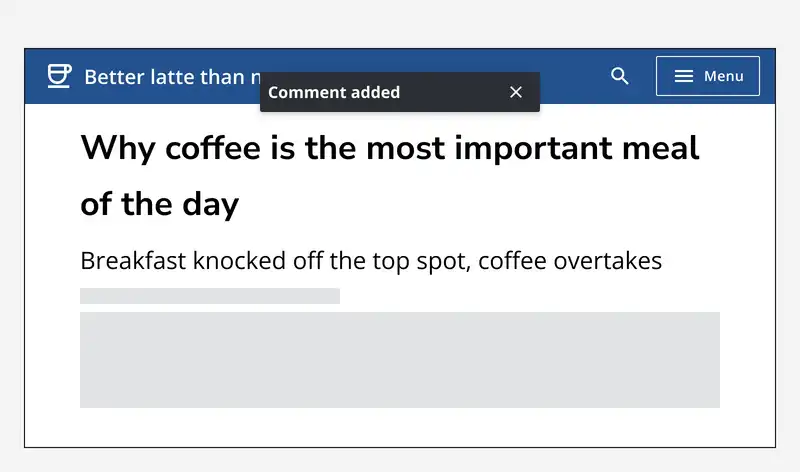 Better latte than
Comment added
Menu
Why coffee is the most important meal
of the day
Breakfast knocked off the top spot, coffee overtakes